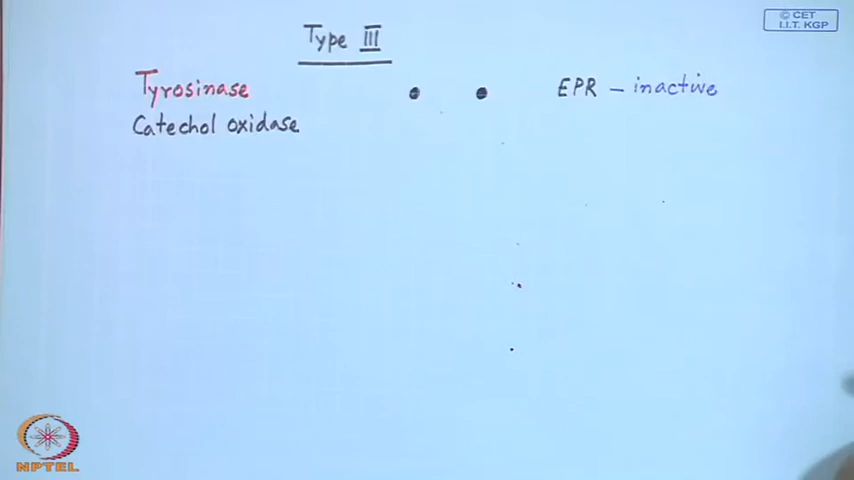 © CET
I.I.T. KGP
Type III
Tyrosinase
EPR – inactive
Catechol oxidase
NPTEL